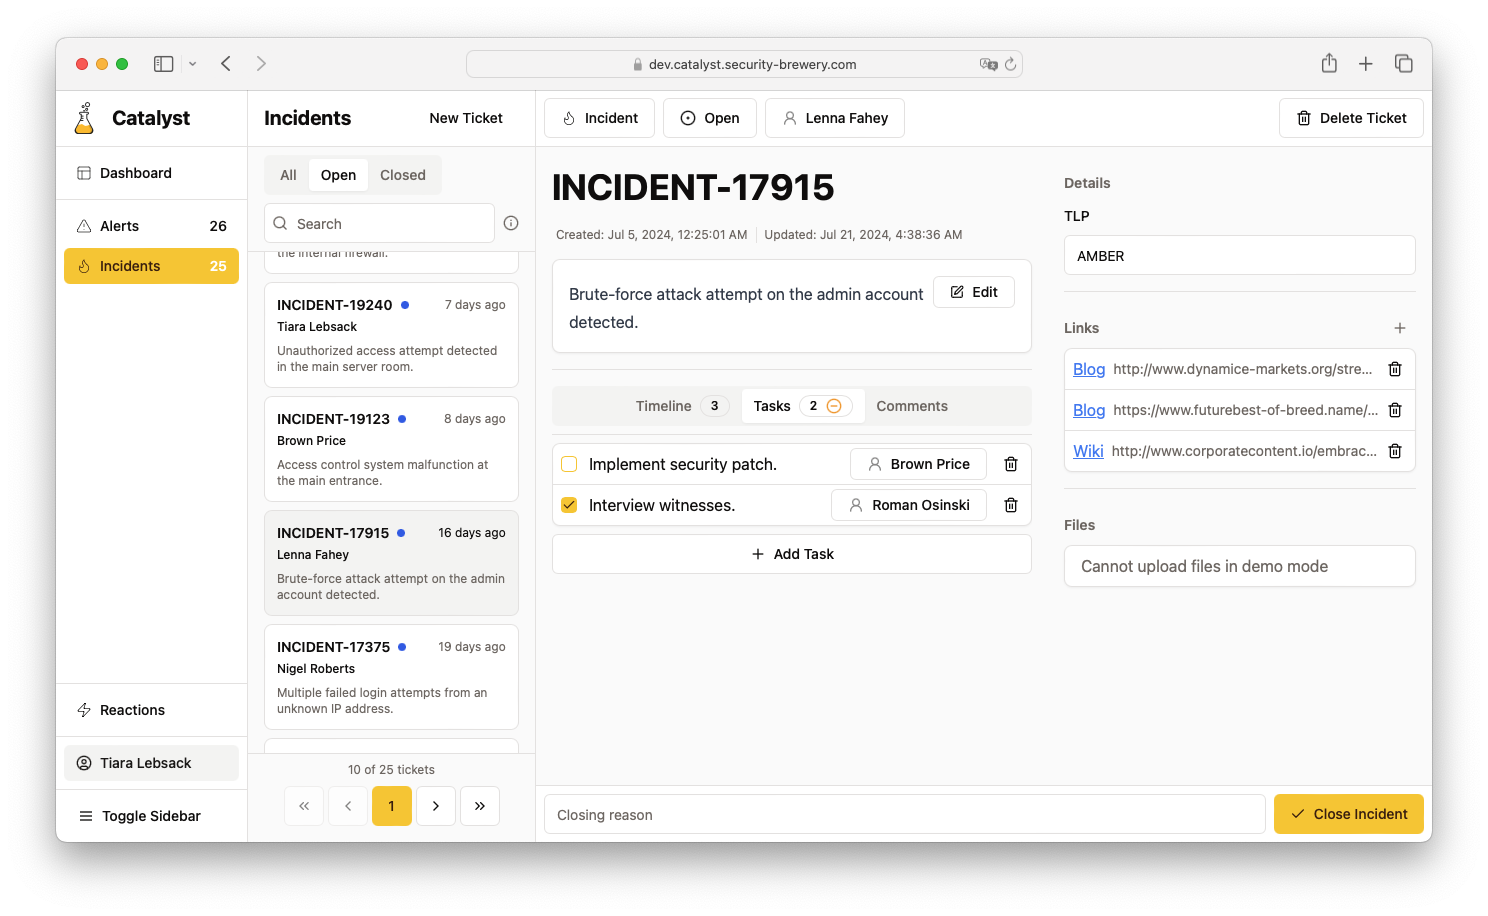 dev.catalyst.security-brewery.com
Catalyst
Dashboard
Alerts 26
Incidents 25
Reactions
Tiara Lebsack
Toggle Sidebar
Incidents
New Ticket
All Open Closed
Search
the internal firewall.
INCIDENT-19240 7 days ago
Tiara Lebsack
Unauthorized access attempt detected
in the main server room.
INCIDENT-19123 8 days ago
Brown Price
Access control system malfunction at
the main entrance.
INCIDENT-17915 16 days ago
Lenna Fahey
Brute-force attack attempt on the admin
account detected.
INCIDENT-17375 19 days ago
Nigel Roberts
Multiple failed login attempts from an
unknown IP address.
10 of 25 tickets
1
Incident
Open
Lenna Fahey
Delete Ticket
INCIDENT-17915
Created: Jul 5, 2024, 12:25:01 AM Updated: Jul 21, 2024, 4:38:36 AM
Brute-force attack attempt on the admin account
detected.
Edit
Timeline 3 Tasks 2 Comments
Implement security patch. Brown Price
Interview witnesses. Roman Osinski
Add Task
Details
TLP
AMBER
Links
Blog http://www.dynamice-markets.org/stre...
Blog https://www.futurebest-of-breed.name/...
Wiki http://www.corporatecontent.io/embrac...
Files
Cannot upload files in demo mode
Closing reason
Close Incident